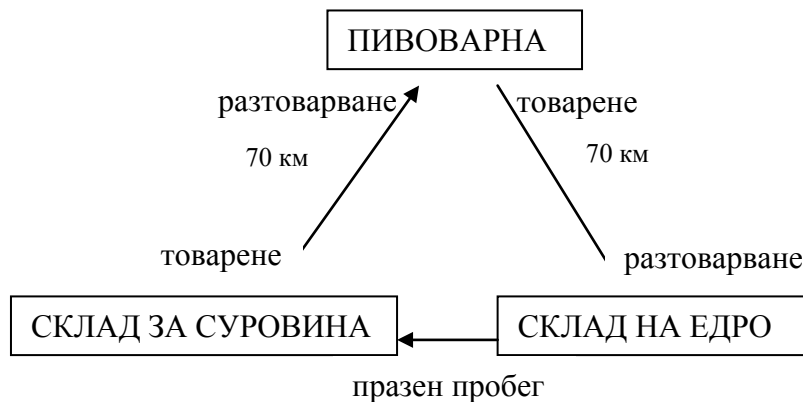 ПИВОВАРНА
разтоварване
товарене
70 км
70 км
товарене
разтоварване
СКЛАД ЗА СУРОВИНА
СКЛАД НА ЕДРО
празен пробег